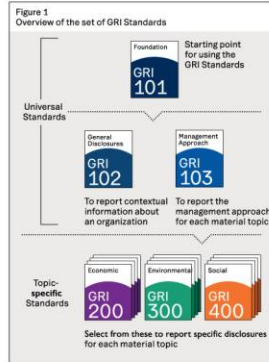 Figure 1
Overview of the set of GRI Standards
Foundation
GRI
101
Starting point
for using the
GRI Standards
Universal
Standards
General
Disclosures
GRI
102
Management
Approach
GRI
103
To report contextual
information about
an organization
To report the
management approach
for each material topic
Topic-
specific
Standards
Economic
GRI
200
Environmental
GRI
300
Social
GRI
400
Select from these to report specific disclosures
for each material topic